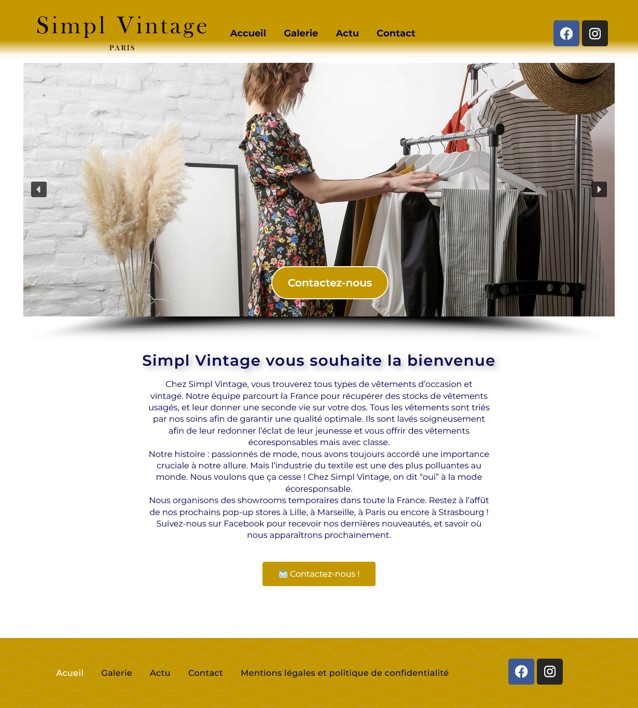 Simpl Vintage
PARIS
Accueil Galerie Actu Contact
Contactez-nous
Simpl Vintage vous souhaite la bienvenue
Chez Simpl Vintage, vous trouverez tous types de vêtements d’occasion et
vintage. Notre équipe parcourt la France pour récupérer des stocks de vêtements
usagés, et leur donner une seconde vie sur votre dos. Tous les vêtements sont triés
par nos soins afin de garantir une qualité optimale. Ils sont lavés soigneusement
afin de leur redonner l’éclat de leur jeunesse et vous offrir des vêtements
écoresponsables mais avec classe.
Notre histoire : passionnés de mode, nous avons toujours accordé une importance
cruciale à notre allure. Mais l’industrie du textile est une des plus polluantes au
monde. Nous voulons que ça cesse ! Chez Simpl Vintage, on dit “oui” à la mode
écoresponsable.
Nous organisons des showrooms temporaires dans toute la France. Restez à l’affût
de nos prochains pop-up stores à Lille, à Marseille, à Paris ou encore à Strasbourg !
Suivez-nous sur Facebook pour recevoir nos dernières nouveautés, et savoir où
nous apparaîtrons prochainement.
Contactez-nous !
Acueil Galerie Actu Contact Mentions légales et politique de confidentialité